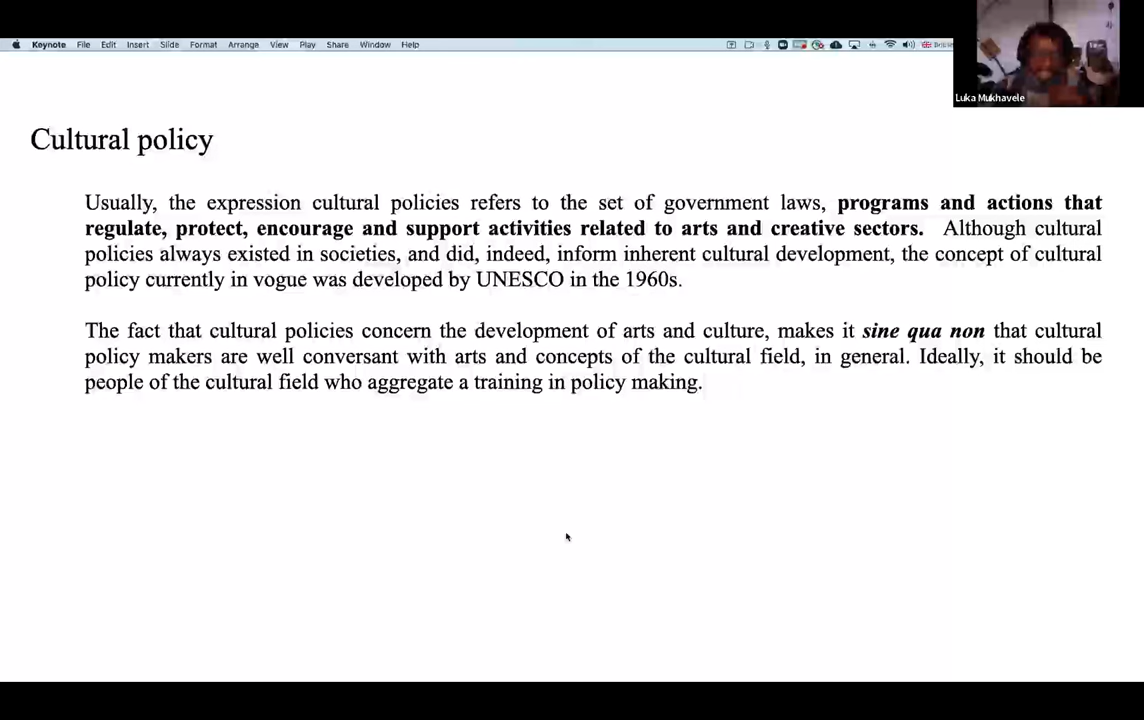 Keynote File Edit Insert Slide Format Arrange View Play Share Window Help
Luka Mukhavele
Cultural policy
Usually, the expression cultural policies refers to the set of government laws, programs and actions that
regulate, protect, encourage and support activities related to arts and creative sectors. Although cultural
policies always existed in societies, and did, indeed, inform inherent cultural development, the concept of cultural
policy currently in vogue was developed by UNESCO in the 1960s.
The fact that cultural policies concern the development of arts and culture, makes it sine qua non that cultural
policy makers are well conversant with arts and concepts of the cultural field, in general. Ideally, it should be
people of the cultural field who aggregate a training in policy making.